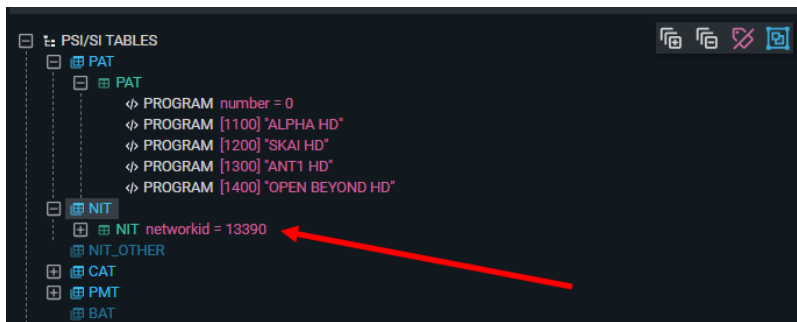 PSI/SI TABLES
PAT
PAT
</> PROGRAM number = 0
</> PROGRAM [1100] "ALPHA HD"
</> PROGRAM [1200] "SKAI HD"
</> PROGRAM [1300] "ANT1 HD"
</> PROGRAM [1400] "OPEN BEYOND HD"
NIT
NIT networkid = 13390
NIT_OTHER
CAT
PMT
BAT